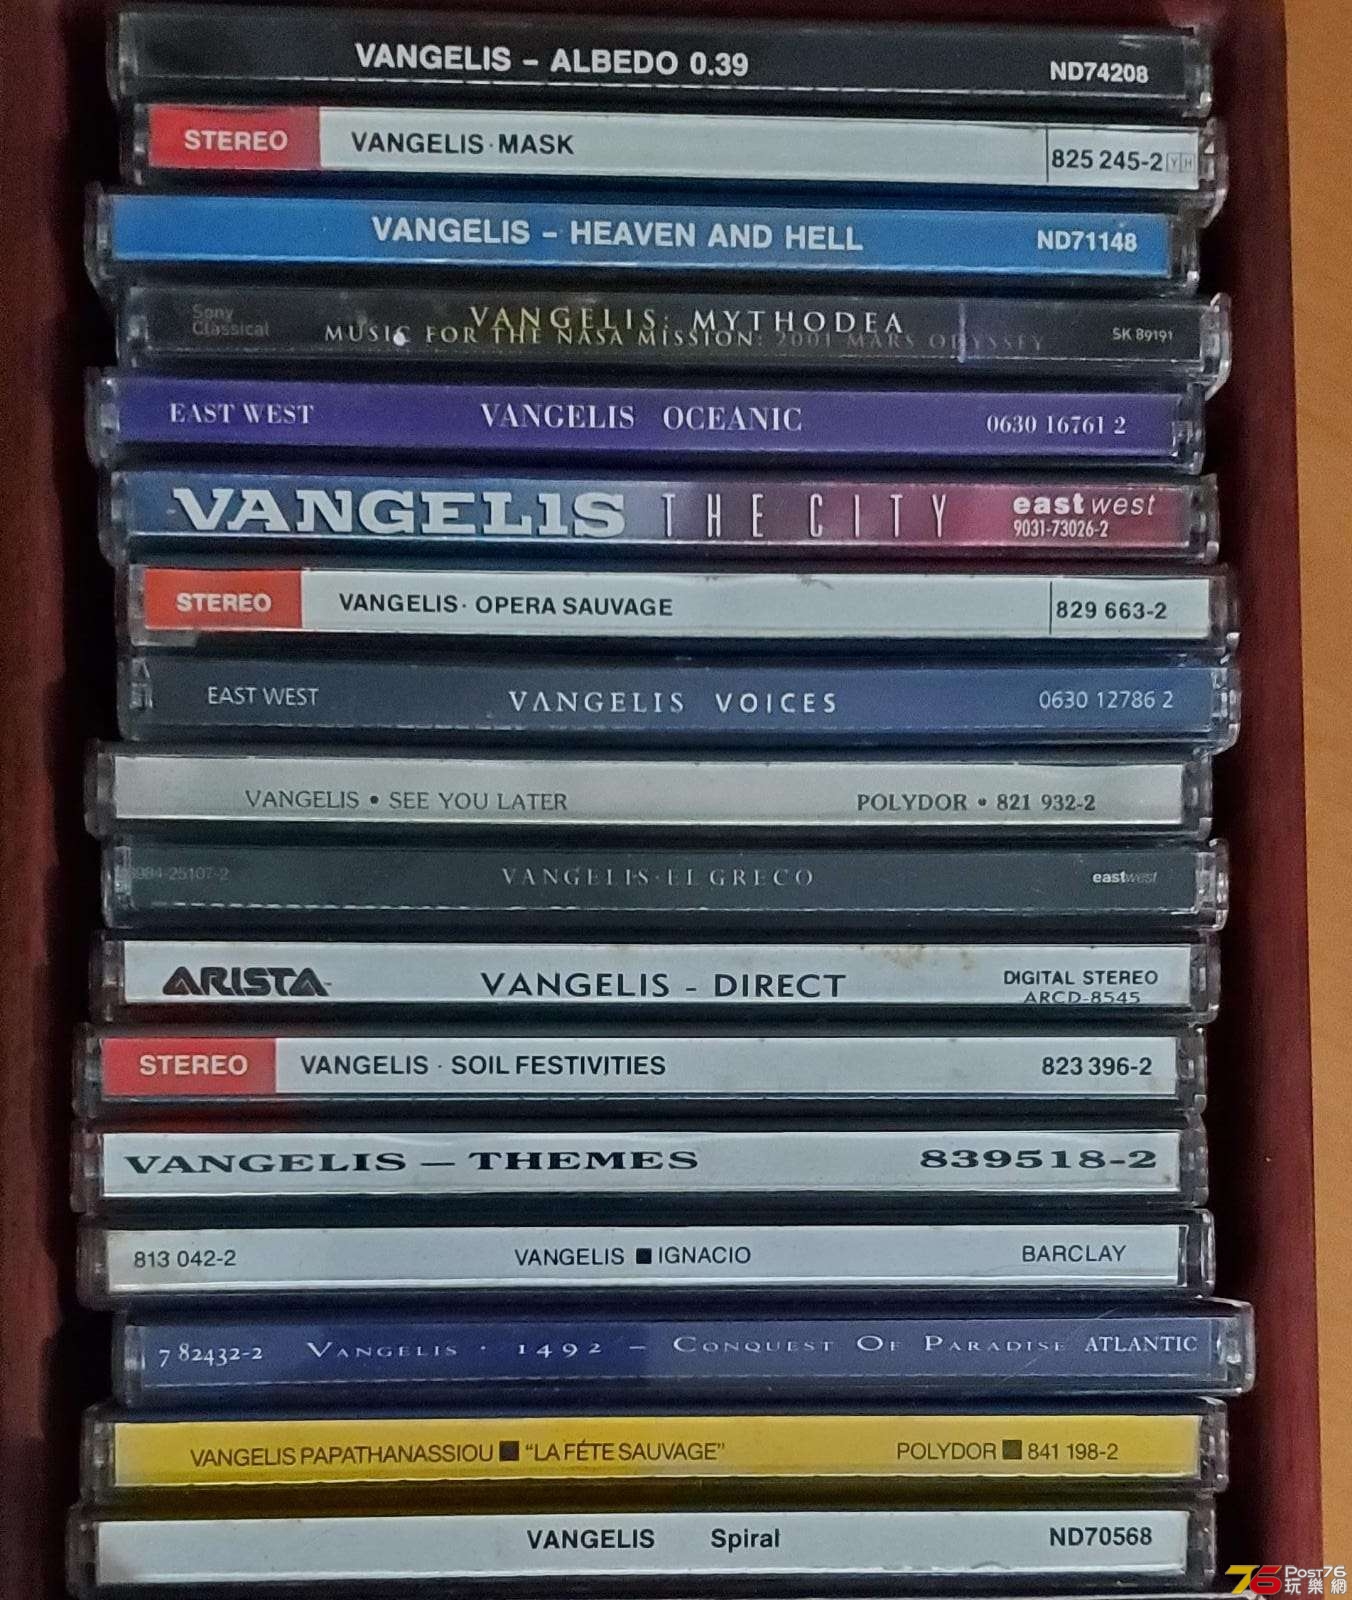 VANGELIS – ALBEDO 0.39 ND74208
STEREO VANGELIS · MASK 825 245-2 YH
VANGELIS – HEAVEN AND HELL ND71148
Sony Classical VANGELIS: MYTHODEA SK 89191
MUSIC FOR THE NASA MISSION: 2001 MARS ODYSSEY
EAST WEST VANGELIS OCEANIC 0630 16761 2
VANGELIS THE CITY eastwest
9031-73026-2
STEREO VANGELIS · OPERA SAUVAGE 829 663-2
EAST WEST VANGELIS VOICES 0630 12786 2
VANGELIS • SEE YOU LATER POLYDOR • 821 932-2
25107-2 VANGELIS · EL GRECO eastwest
ARISTA VANGELIS - DIRECT DIGITAL STEREO
ARCD-8545
STEREO VANGELIS · SOIL FESTIVITIES 823 396-2
VANGELIS — THEMES 839518-2
813 042-2 VANGELIS ■ IGNACIO BARCLAY
7 82432-2 VANGELIS · 1492 – CONQUEST OF PARADISE ATLANTIC
VANGELIS PAPATHANASSIOU ■ “LA FÊTE SAUVAGE” POLYDOR ■ 841 198-2
VANGELIS Spiral ND70568
76 POST76
玩樂網